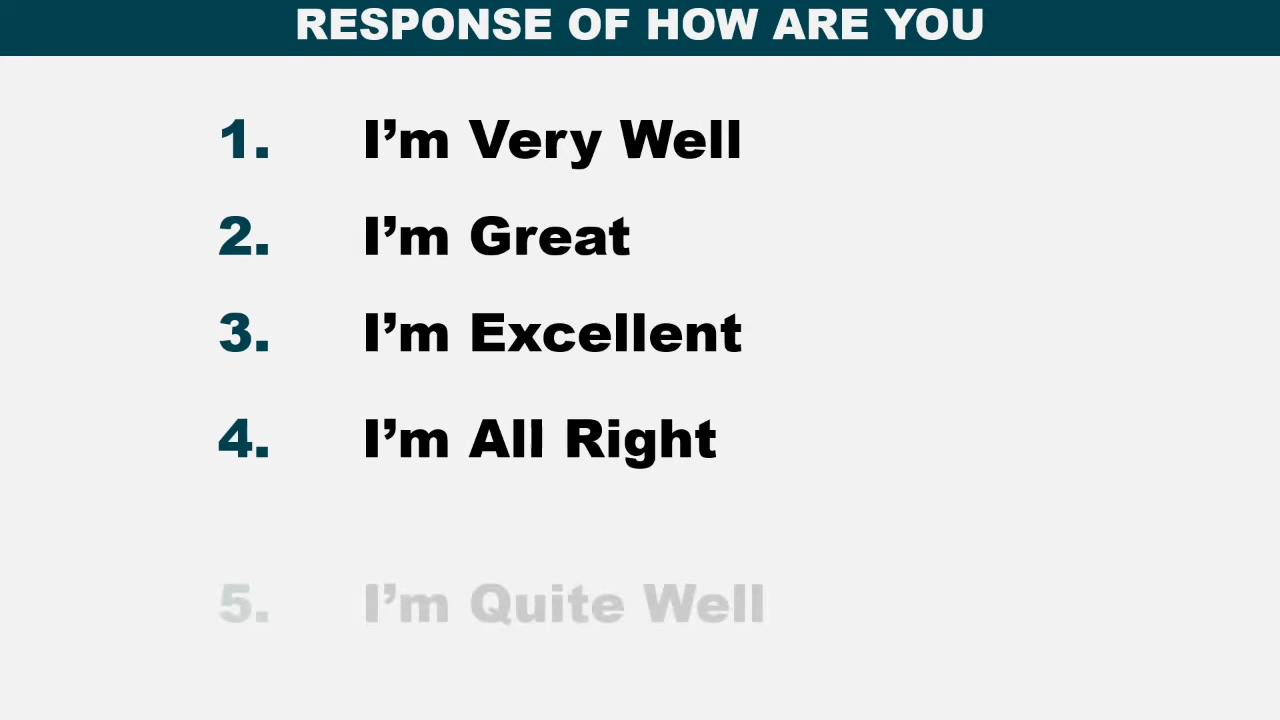 RESPONSE OF HOW ARE YOU
1. I’m Very Well
2. I’m Great
3. I’m Excellent
4. I’m All Right
5. I’m Quite Well